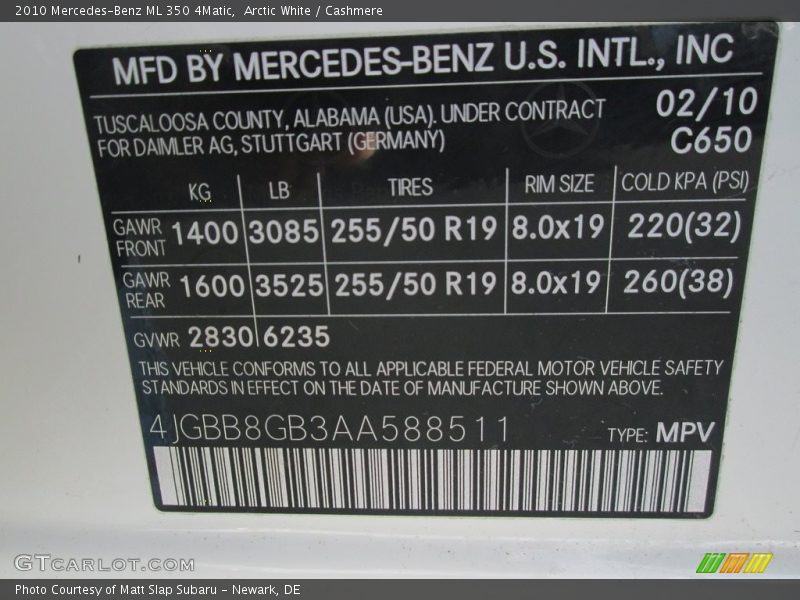 2010 Mercedes-Benz ML 350 4Matic,  Arctic White / Cashmere
MFD BY MERCEDES-BENZ U.S. INTL., INC
TUSCALOOSA COUNTY, ALABAMA (USA). UNDER CONTRACT 02/10
FOR DAIMLER AG, STUTTGART (GERMANY) C650
KG LB TIRES RIM SIZE COLD KPA (PSI)
GAWR FRONT 1400 3085 255/50 R19 8.0x19 220(32)
GAWR REAR 1600 3525 255/50 R19 8.0x19 260(38)
GVWR 2830 6235
THIS VEHICLE CONFORMS TO ALL APPLICABLE FEDERAL MOTOR VEHICLE SAFETY
STANDARDS IN EFFECT ON THE DATE OF MANUFACTURE SHOWN ABOVE.
4JGBB8GB3AA588511 TYPE: MPV
GTCARLOT.COM
Photo Courtesy of Matt Slap Subaru - Newark, DE